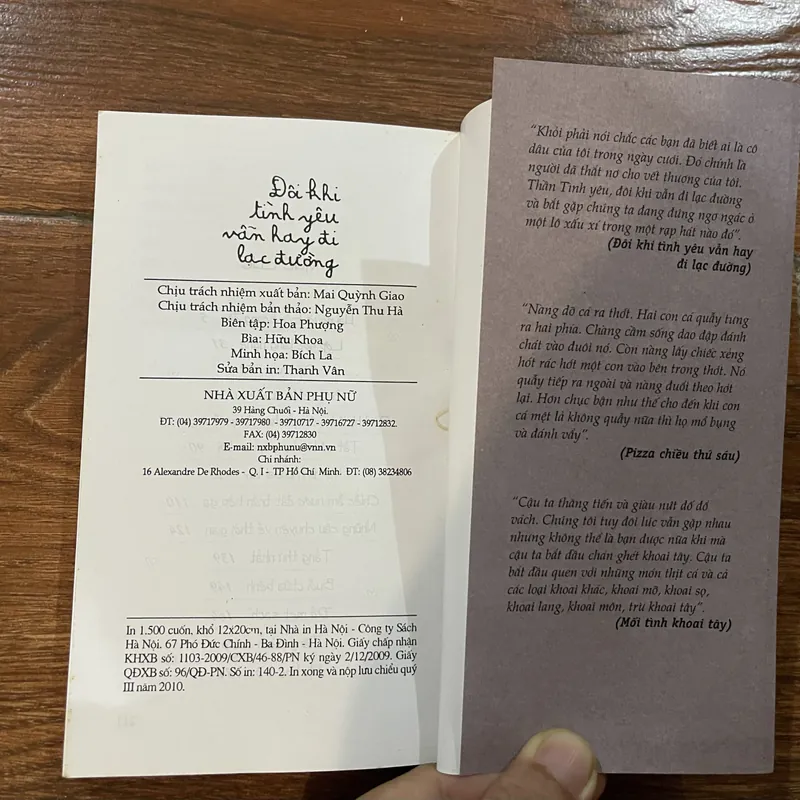 Đôi khi
tình yêu
vẫn hay đi
lạc đường
Chịu trách nhiệm xuất bản: Mai Quỳnh Giao
Chịu trách nhiệm bản thảo: Nguyễn Thu Hà
Biên tập: Hoa Phượng
Bìa: Hữu Khoa
Minh họa: Bích La
Sửa bản in: Thanh Vân
NHÀ XUẤT BẢN PHỤ NỮ
39 Hàng Chuối - Hà Nội.
ĐT: (04) 39717979 - 39717980 - 39710717 - 39716727 - 39712832.
FAX: (04) 39712830
E-mail: nxbphunu@vnn.vn
Chi nhánh:
16 Alexandre De Rhodes - Q. I - TP Hồ Chí Minh. ĐT: (08) 38234806
In 1.500 cuốn, khổ 12x20cm, tại Nhà in Hà Nội - Công ty Sách
Hà Nội. 67 Phó Đức Chính - Ba Đình - Hà Nội. Giấy chấp nhận
KHXB số: 1103-2009/CXB/46-88/PN ký ngày 2/12/2009. Giấy
QĐXB số: 96/QĐ-PN. Số in: 140-2. In xong và nộp lưu chiểu quý
III năm 2010.
"Khỏi phải nói chắc các bạn đã biết ai là cô
dâu của tôi trong ngày cưới. Đó chính là
người đã thắt nơ cho vết thương của tôi.
Thần Tình yêu, đôi khi vẫn đi lạc đường
và bắt gặp chúng ta đang đứng ngơ ngác ở
một lô xấu xí trong một rạp hát nào đó".
(Đôi khi tình yêu vẫn hay
đi lạc đường)
"Nàng dỡ cá ra thớt. Hai con cá quẫy tưng
ra hai phía. Chàng cầm sống dao đập đánh
chát vào đuôi nó. Còn nàng lấy chiếc xẻng
hót rác hót một con vào bên trong thớt. Nó
quẫy tiếp ra ngoài và nàng đuổi theo hót
lại. Hơn chục bận như thế cho đến khi con
cá mệt lả không quẫy nữa thì họ mổ bụng
và đánh vẩy".
(Pizza chiều thứ sáu)
"Cậu ta thăng tiến và giàu nứt đố đổ
vách. Chúng tôi tuy đôi lúc vẫn gặp nhau
nhưng không thể là bạn được nữa khi mà
cậu ta bắt đầu chán ghét khoai tây. Cậu ta
bắt đầu quen với những món thịt cá và cả
các loại khoai khác, khoai mỡ, khoai sọ,
khoai lang, khoai môn, trừ khoai tây".
(Mối tình khoai tây)